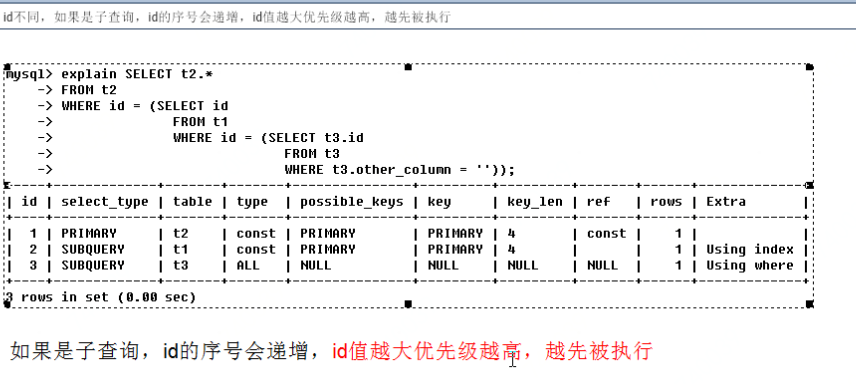 id不同，如果是子查询，id的序号会递增，id值越大优先级越高，越先被执行
mysql> explain SELECT t2.*
    -> FROM t2
    -> WHERE id = (SELECT id
    ->             FROM t1
    ->             WHERE id = (SELECT t3.id
    ->                         FROM t3
    ->                         WHERE t3.other_column = ''));
| id | select_type | table | type | possible_keys | key | key_len | ref | rows | Extra |
| 1 | PRIMARY | t2 | const | PRIMARY | PRIMARY | 4 | const | 1 | |
| 2 | SUBQUERY | t1 | const | PRIMARY | PRIMARY | 4 | | 1 | Using index |
| 3 | SUBQUERY | t3 | ALL | NULL | NULL | NULL | NULL | 1 | Using where |
3 rows in set (0.00 sec)
如果是子查询，id的序号会递增，id值越大优先级越高，越先被执行